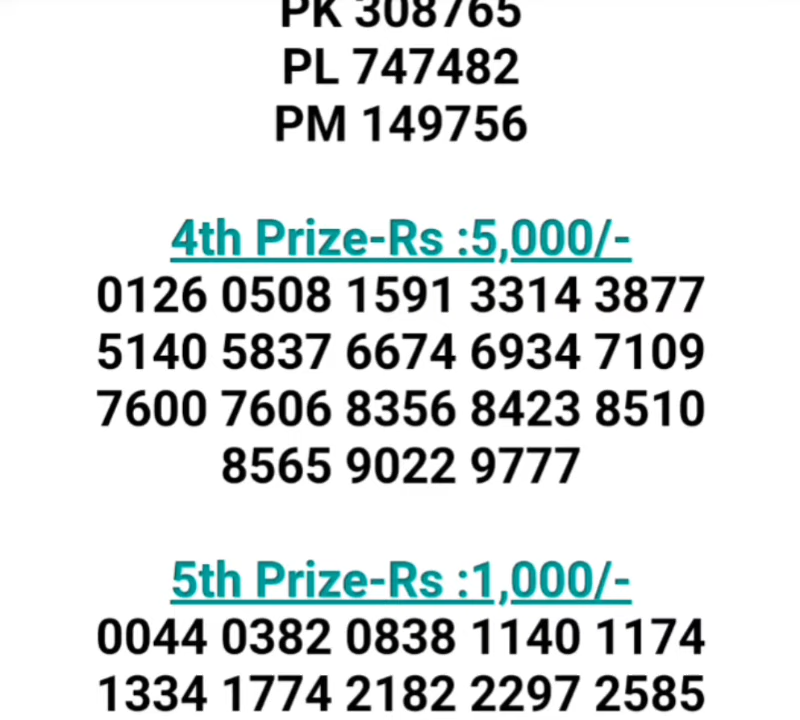 PK 308765
PL 747482
PM 149756
4th Prize-Rs :5,000/-
0126 0508 1591 3314 3877
5140 5837 6674 6934 7109
7600 7606 8356 8423 8510
8565 9022 9777
5th Prize-Rs :1,000/-
0044 0382 0838 1140 1174
1334 1774 2182 2297 2585